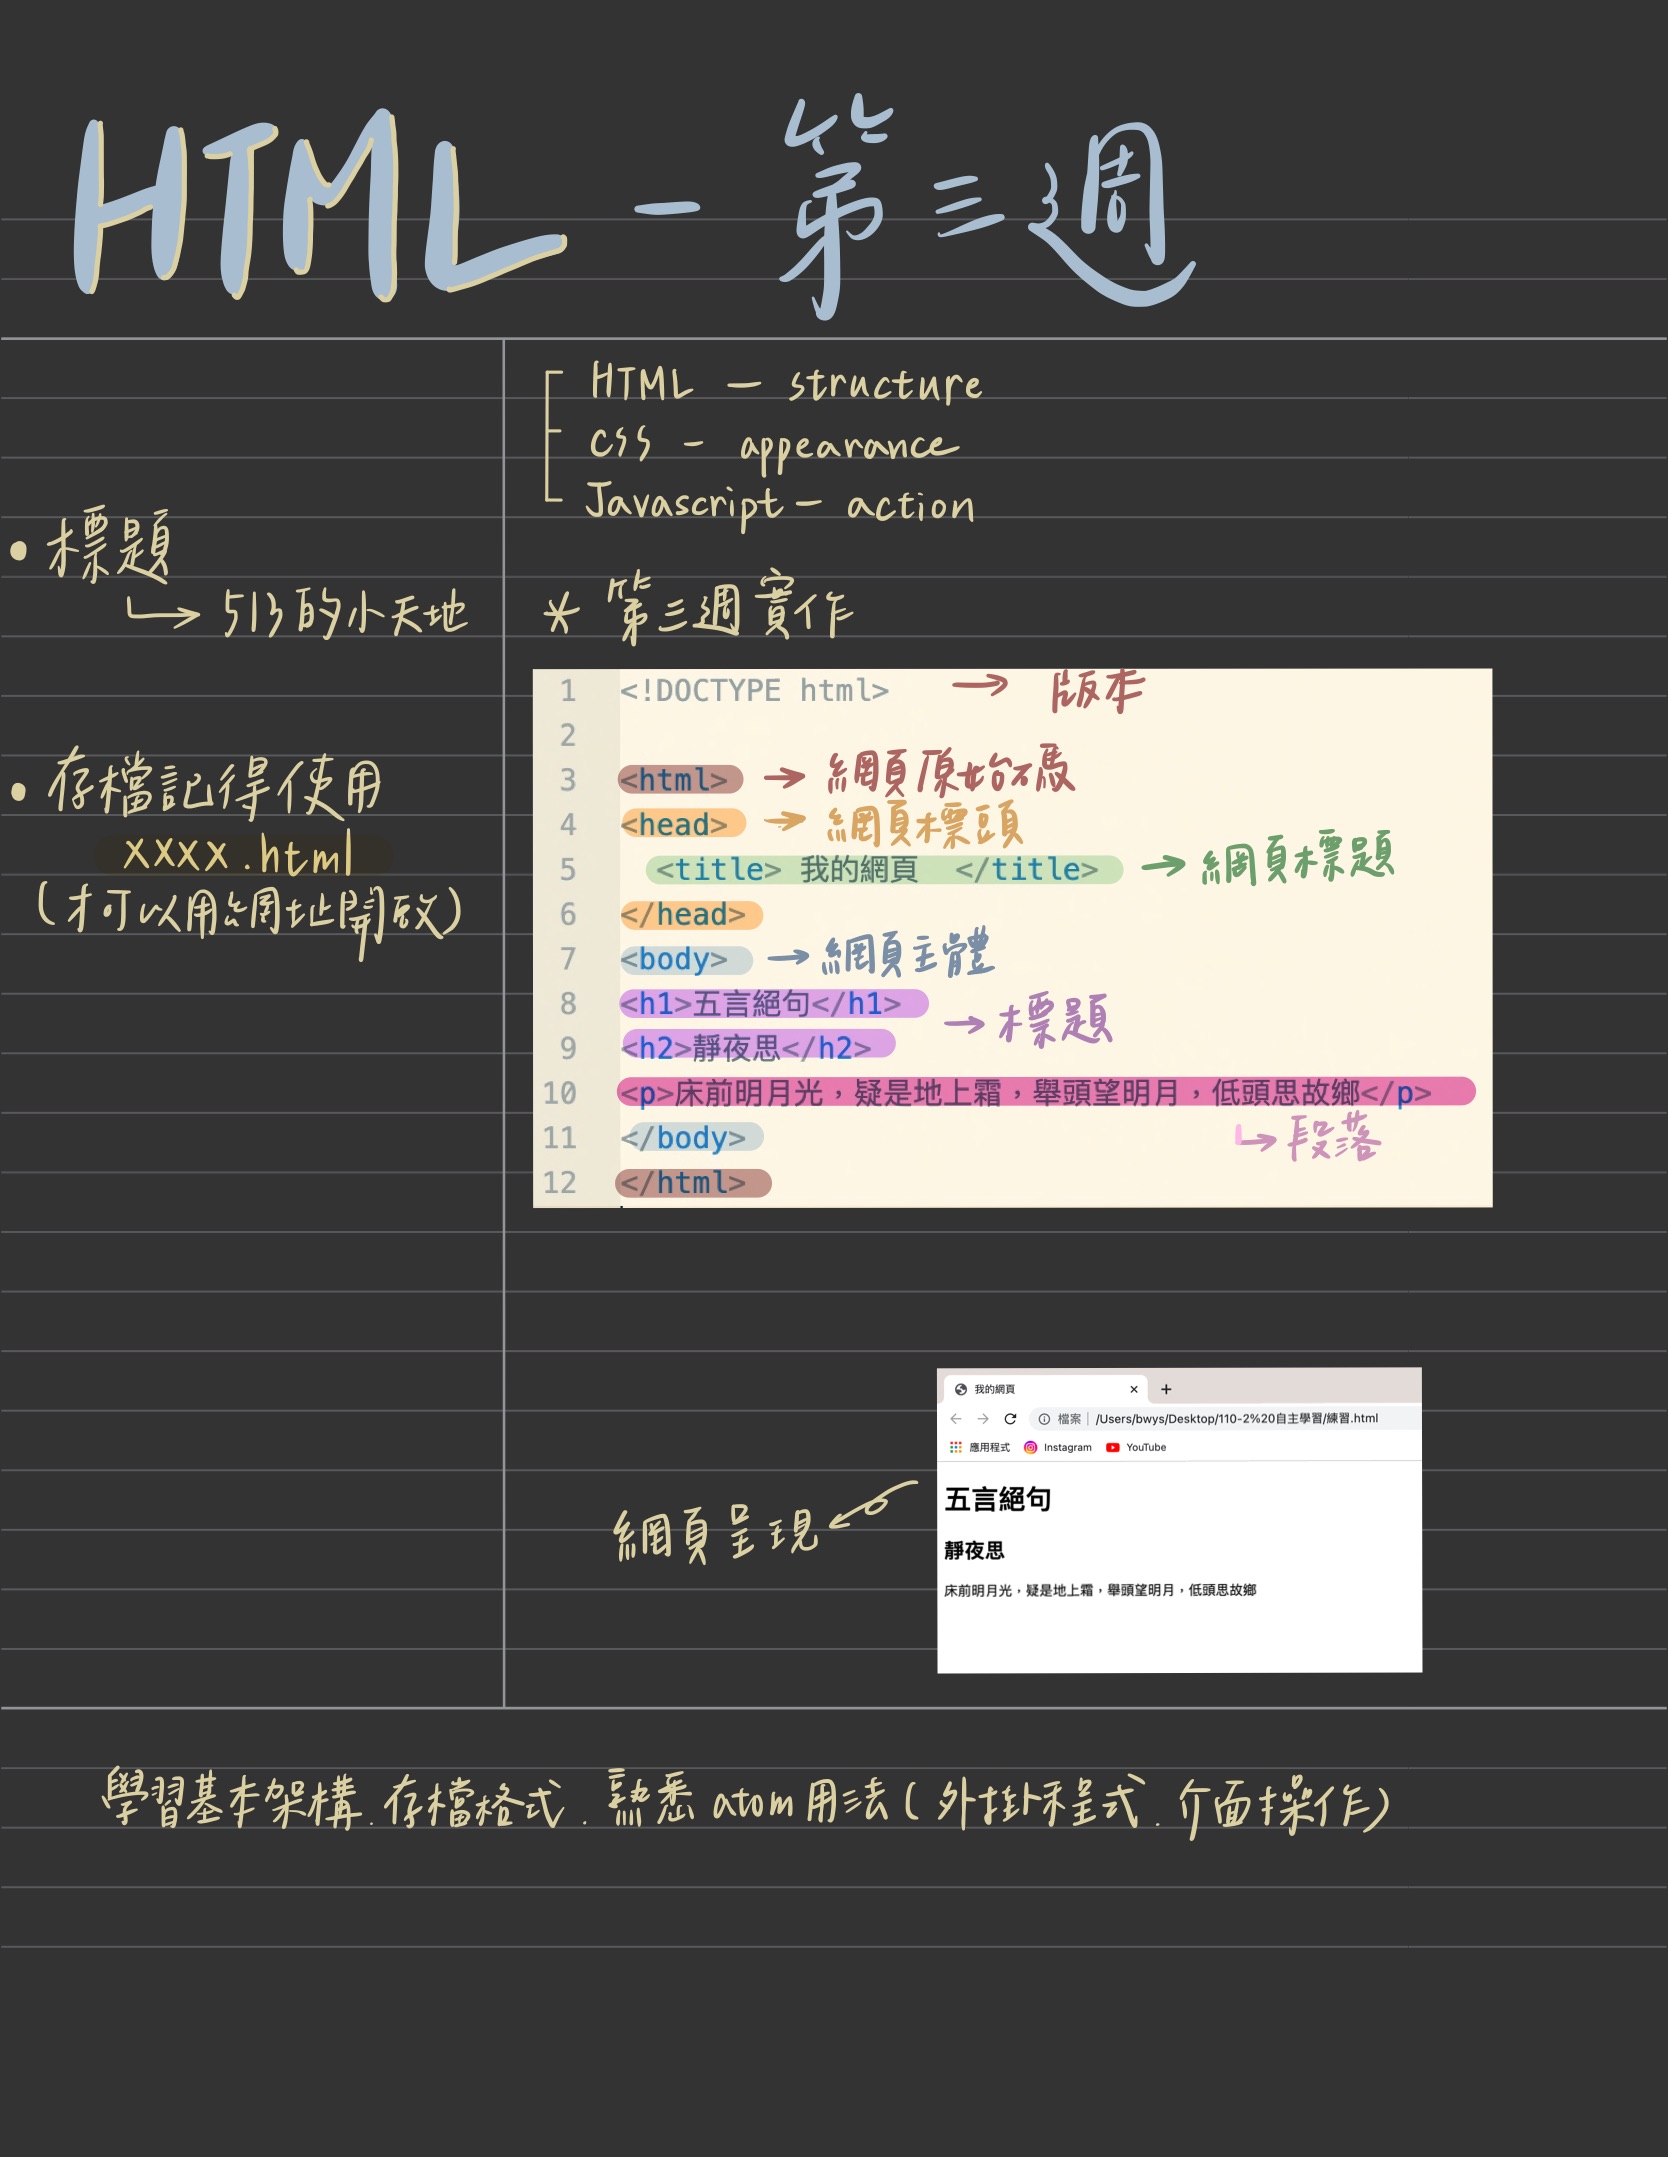 HTML - 第三週
HTML — structure
css - appearance
Javascript — action
• 標題
513的小天地
• 存檔記得使用
xxxx.html
(才可以用網址開啟)
* 第三週實作
1 <!DOCTYPE html> → 版本
2
3 <html> → 網頁原始碼
4 <head> → 網頁標頭
5 <title> 我的網頁 </title> → 網頁標題
6 </head>
7 <body> → 網頁主體
8 <h1>五言絕句</h1>
→ 標題
9 <h2>靜夜思</h2>
10 <p>床前明月光，疑是地上霜，舉頭望明月，低頭思故鄉</p>
11 </body>
段落
12 </html>
我的網頁
檔案 | /Users/bwys/Desktop/110-2%20自主學習/練習.html
應用程式 Instagram YouTube
五言絕句
靜夜思
床前明月光，疑是地上霜，舉頭望明月，低頭思故鄉
網頁呈現
學習基本架構、存檔格式、熟悉atom用法(外掛程式、介面操作)